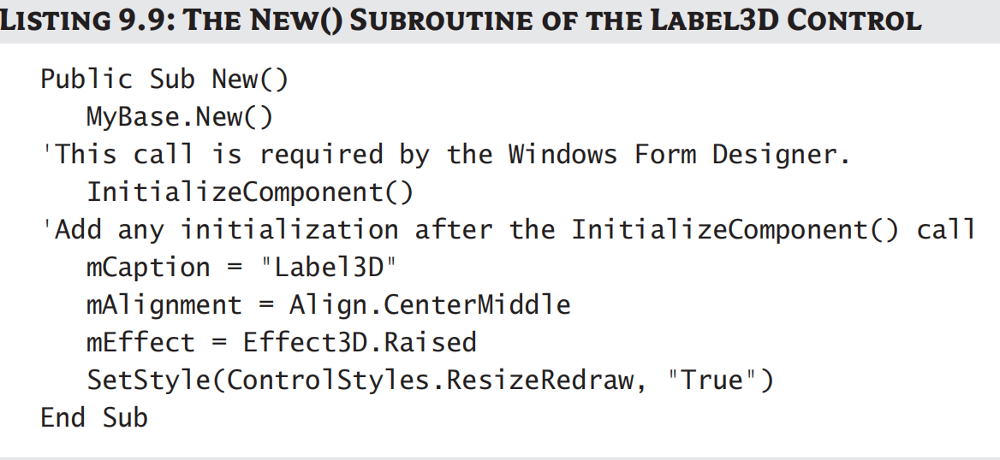 LISTING 9.9: THE NEW() SUBROUTINE OF THE LABEL3D CONTROL
Public Sub New()
MyBase.New()
'This call is required by the Windows Form Designer.
InitializeComponent()
'Add any initialization after the InitializeComponent() call
mCaption = "Label3D"
mAlignment = Align.CenterMiddle
mEffect = Effect3D.Raised
SetStyle(ControlStyles.ResizeRedraw, "True")
End Sub